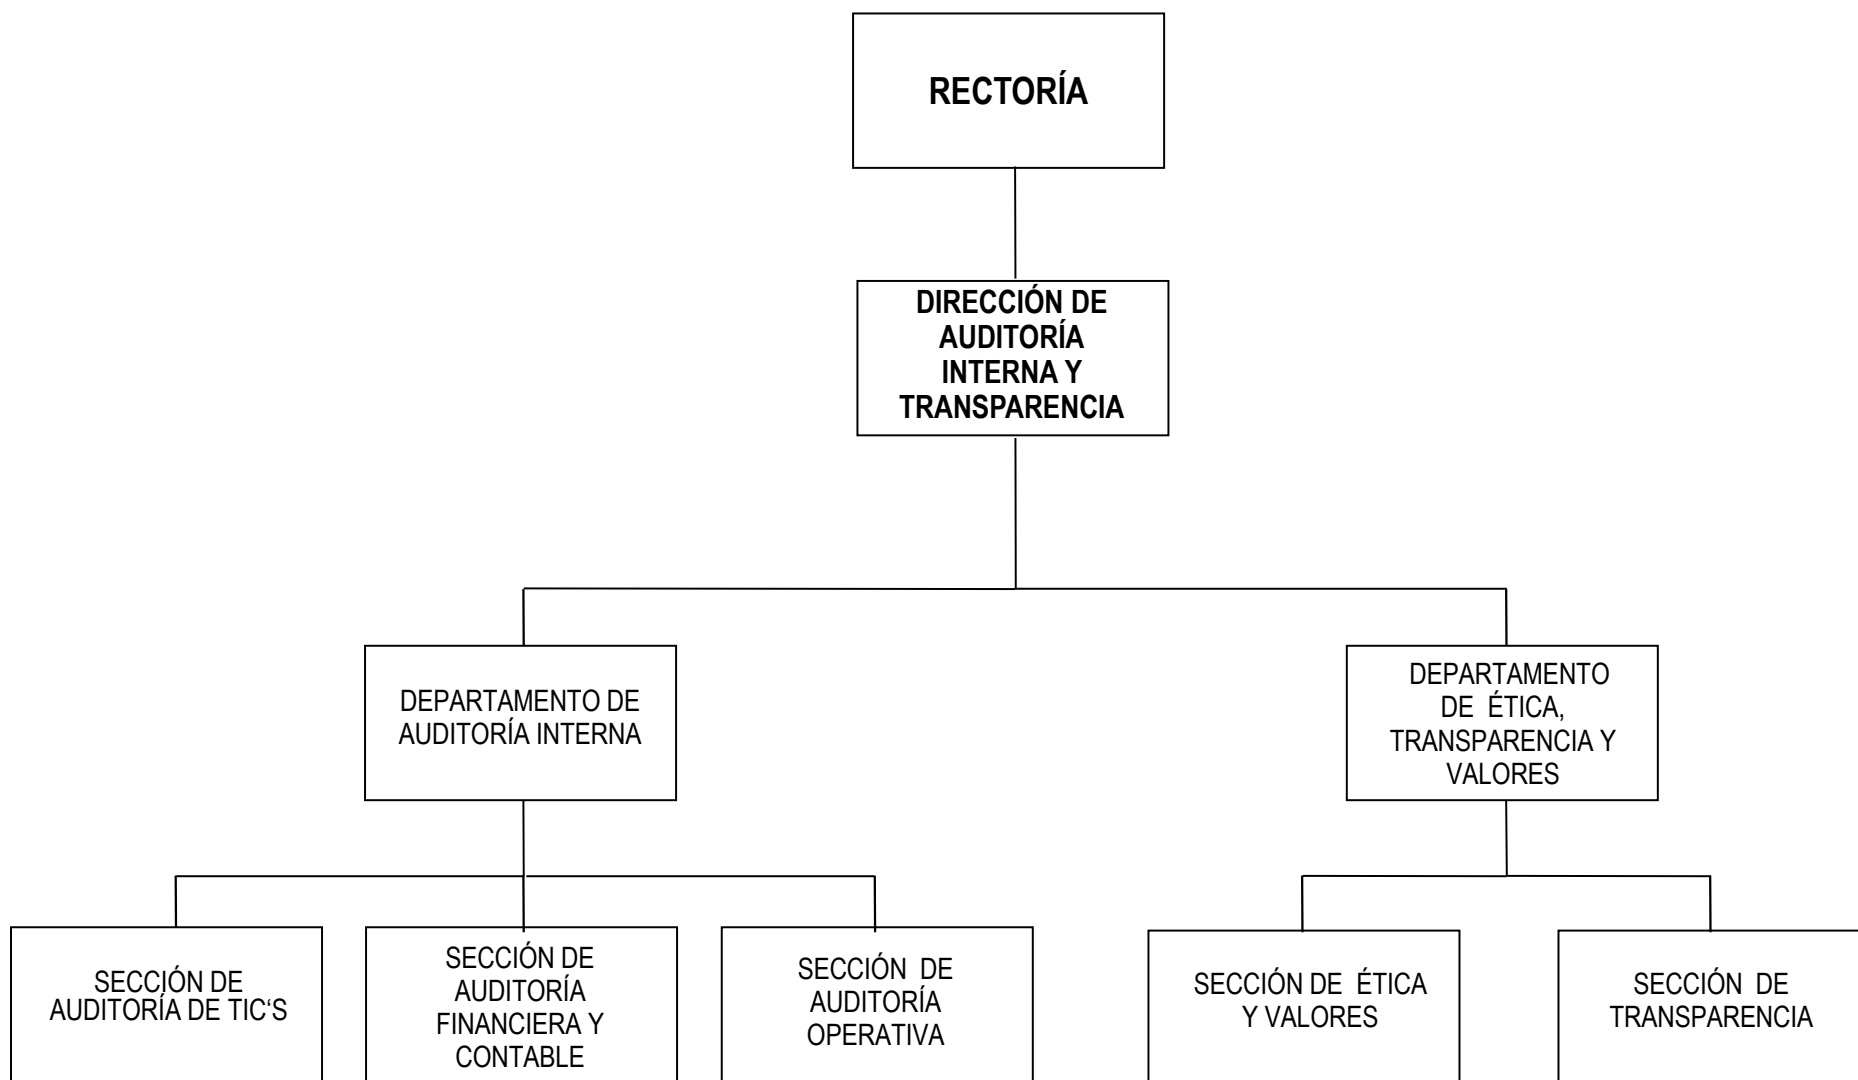 RECTORÍA
DIRECCIÓN DE
AUDITORÍA
INTERNA Y
TRANSPARENCIA
DEPARTAMENTO DE
AUDITORÍA INTERNA
DEPARTAMENTO
DE ÉTICA,
TRANSPARENCIA Y
VALORES
SECCIÓN DE
AUDITORÍA DE TIC‘S
SECCIÓN DE
AUDITORÍA
FINANCIERA Y
CONTABLE
SECCIÓN DE
AUDITORÍA
OPERATIVA
SECCIÓN DE ÉTICA
Y VALORES
SECCIÓN DE
TRANSPARENCIA